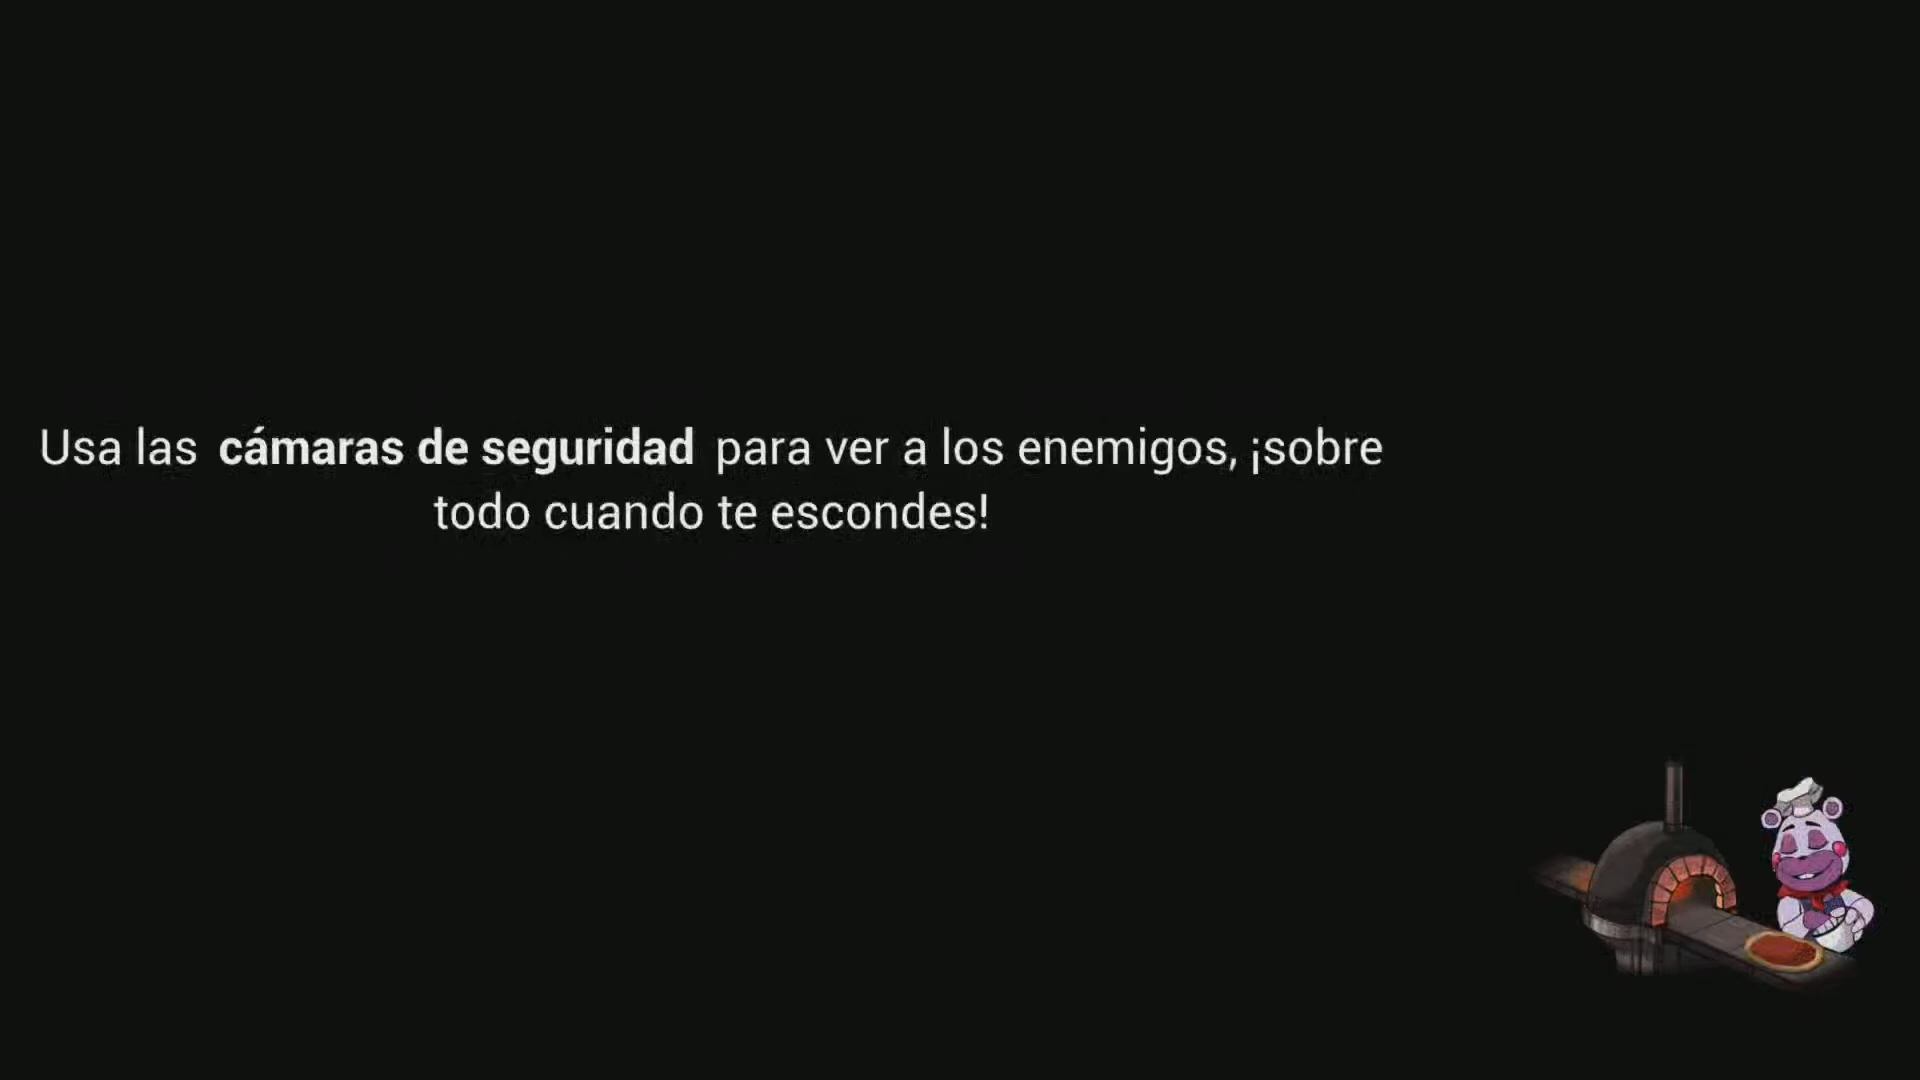 Usa las cámaras de seguridad para ver a los enemigos, ¡sobre
todo cuando te escondes!